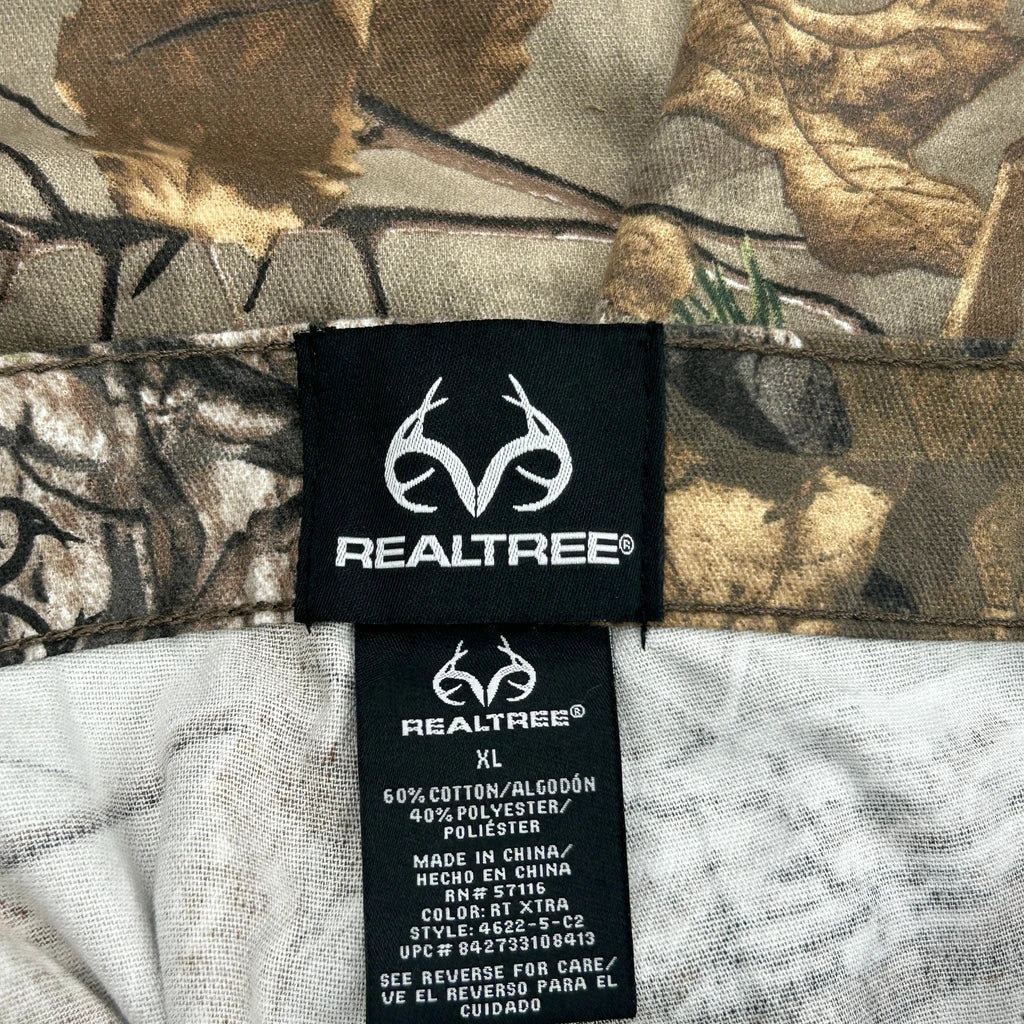 REALTREE®
REALTREE®
XL
60% COTTON/ALGODÓN
40% POLYESTER/
POLIÉSTER
MADE IN CHINA/
HECHO EN CHINA
RN# 57116
COLOR: RT XTRA
STYLE: 4622-5-C2
UPC# 842733108413
SEE REVERSE FOR CARE/
VE EL REVERSO PARA EL
CUIDADO